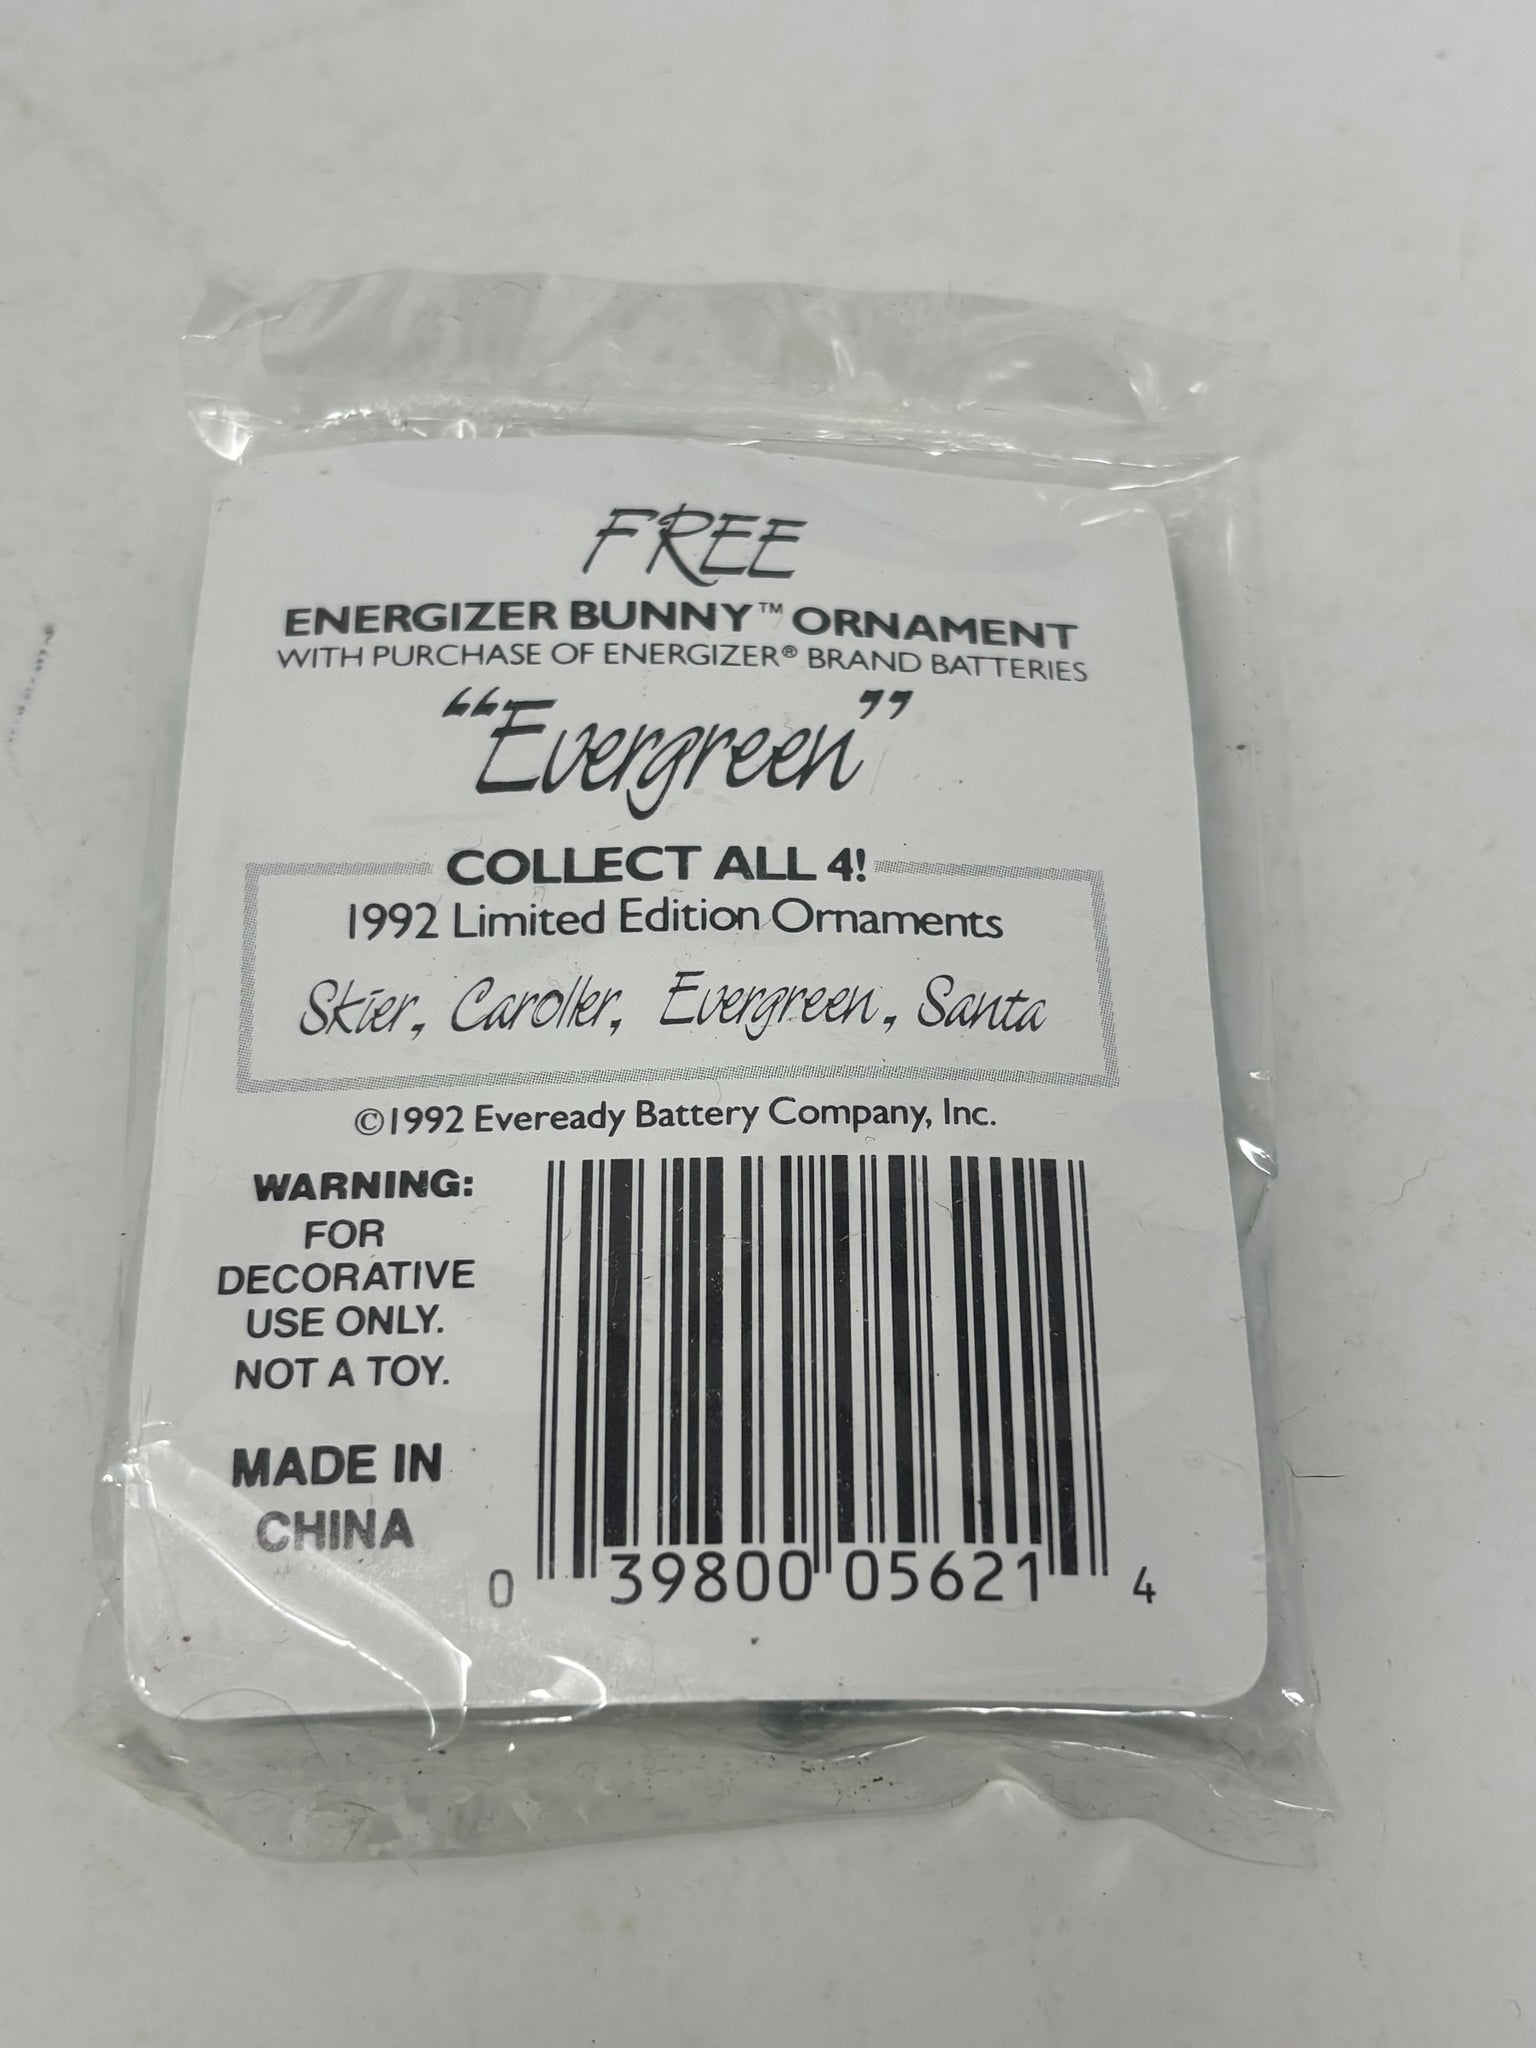 FREE
ENERGIZER BUNNY™ ORNAMENT
WITH PURCHASE OF ENERGIZER® BRAND BATTERIES
“Evergreen”
COLLECT ALL 4!
1992 Limited Edition Ornaments
Skier, Caroller, Evergreen, Santa
©1992 Eveready Battery Company, Inc.
WARNING:
FOR
DECORATIVE
USE ONLY.
NOT A TOY.
MADE IN
CHINA
0 39800 05621 4